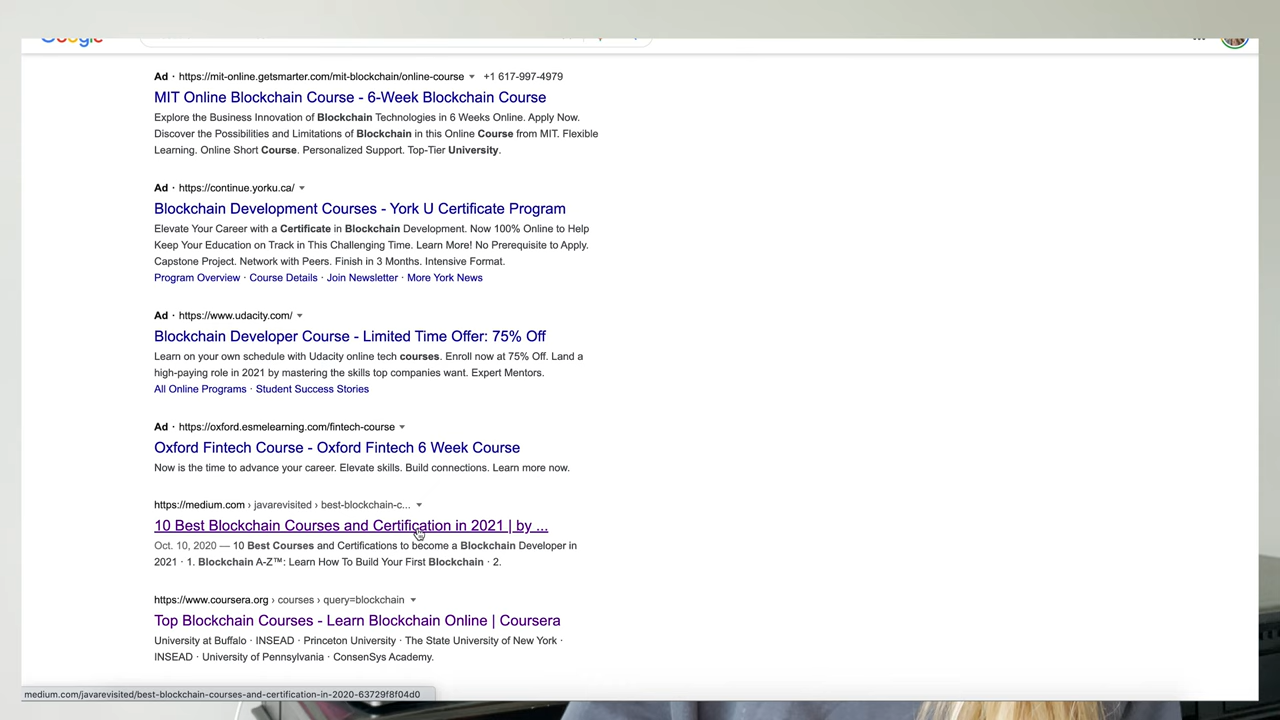 Google
Ad · https://mit-online.getsmarter.com/mit-blockchain/online-course +1 617-997-4979
MIT Online Blockchain Course - 6-Week Blockchain Course
Explore the Business Innovation of Blockchain Technologies in 6 Weeks Online. Apply Now.
Discover the Possibilities and Limitations of Blockchain in this Online Course from MIT. Flexible
Learning. Online Short Course. Personalized Support. Top-Tier University.
Ad · https://continue.yorku.ca/
Blockchain Development Courses - York U Certificate Program
Elevate Your Career with a Certificate in Blockchain Development. Now 100% Online to Help
Keep Your Education on Track in This Challenging Time. Learn More! No Prerequisite to Apply.
Capstone Project. Network with Peers. Finish in 3 Months. Intensive Format.
Program Overview · Course Details · Join Newsletter · More York News
Ad · https://www.udacity.com/
Blockchain Developer Course - Limited Time Offer: 75% Off
Learn on your own schedule with Udacity online tech courses. Enroll now at 75% Off. Land a
high-paying role in 2021 by mastering the skills top companies want. Expert Mentors.
All Online Programs · Student Success Stories
Ad · https://oxford.esmelearning.com/fintech-course
Oxford Fintech Course - Oxford Fintech 6 Week Course
Now is the time to advance your career. Elevate skills. Build connections. Learn more now.
https://medium.com › javarevisited › best-blockchain-c...
10 Best Blockchain Courses and Certification in 2021 | by ...
Oct. 10, 2020 — 10 Best Courses and Certifications to become a Blockchain Developer in
2021 · 1. Blockchain A-Z™: Learn How To Build Your First Blockchain · 2.
https://www.coursera.org › courses › query=blockchain
Top Blockchain Courses - Learn Blockchain Online | Coursera
University at Buffalo · INSEAD · Princeton University · The State University of New York ·
INSEAD · University of Pennsylvania · ConsenSys Academy.
medium.com/javarevisited/best-blockchain-courses-and-certification-in-2020-63729f8f04d0